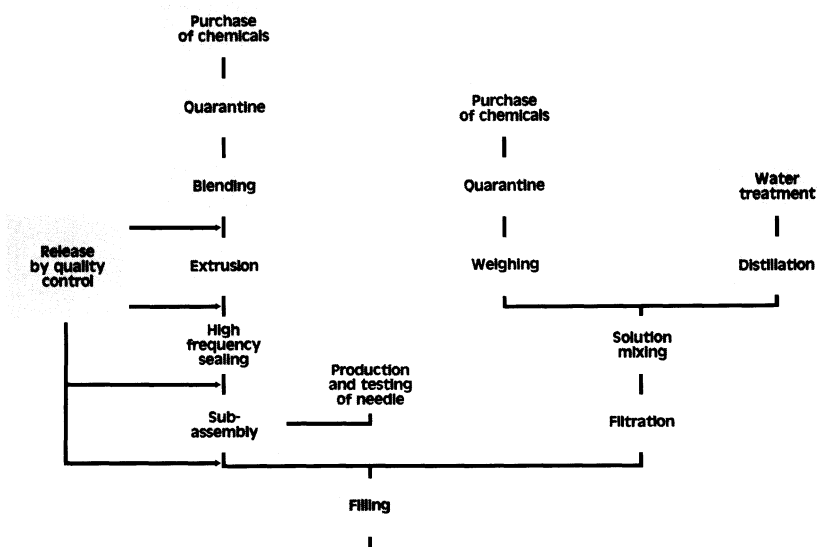 Purchase
of chemicals
Quarantine
Blending
Release
by quality
control
Extrusion
High
frequency
sealing
Sub-
assembly
Production
and testing
of needle
Purchase
of chemicals
Quarantine
Weighing
Water
treatment
Distillation
Solution
mixing
Filtration
Filling